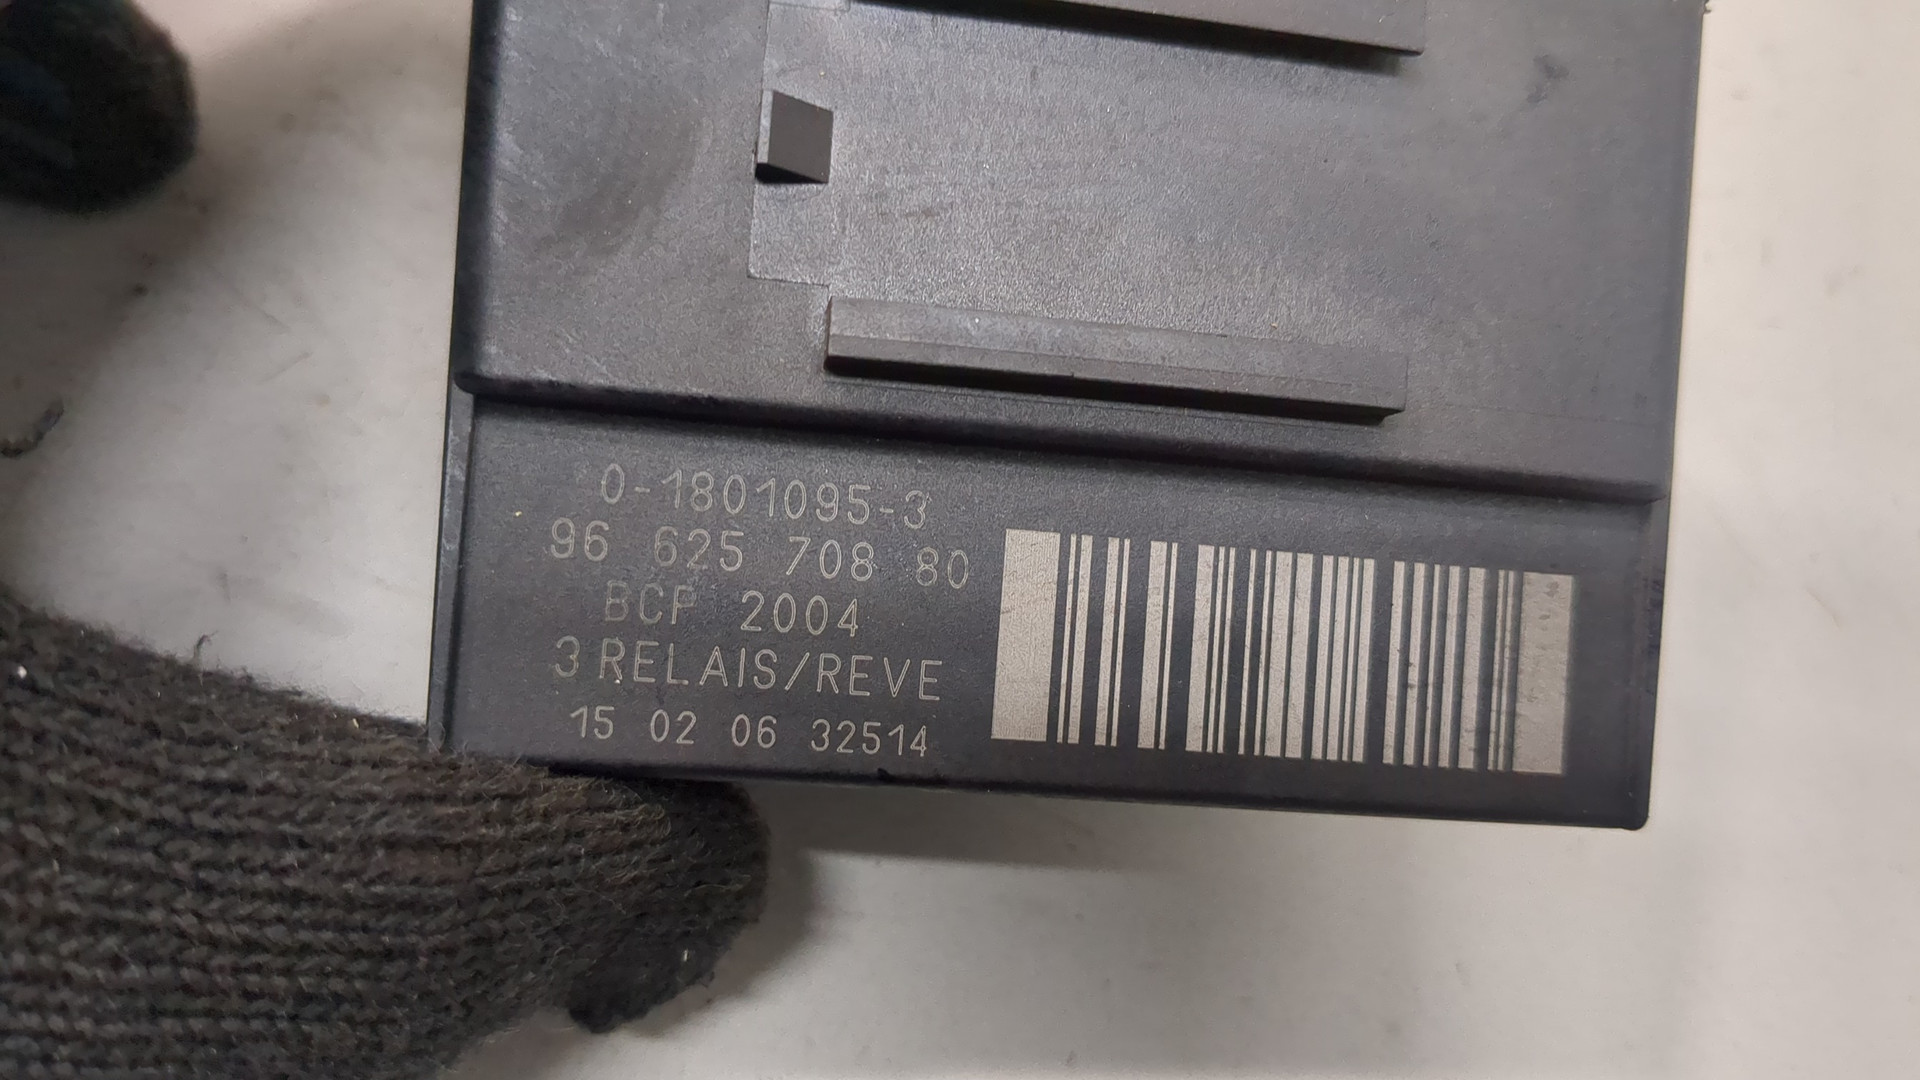 0-1801095-3
96 625 708 80
BCP 2004
3 RELAIS/REVE
15 02 06 32514